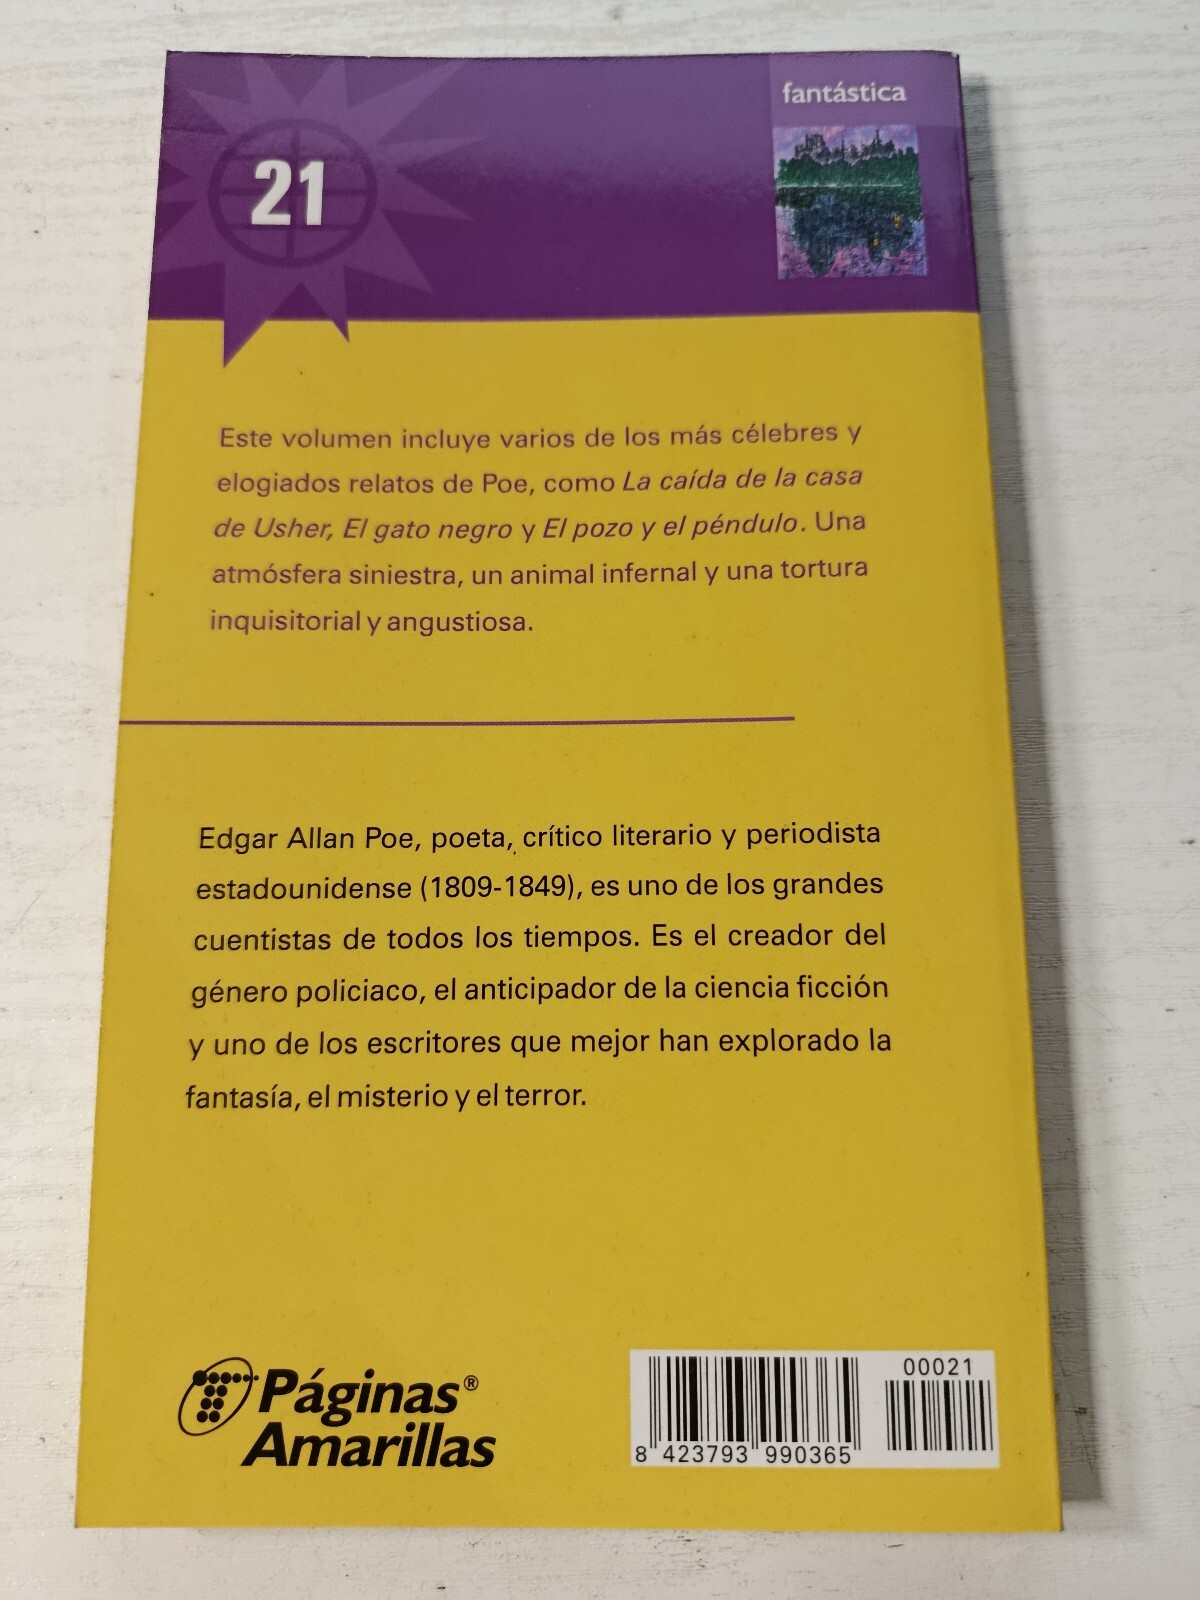 fantástica
21
Este volumen incluye varios de los más célebres y
elogiados relatos de Poe, como La caída de la casa
de Usher, El gato negro y El pozo y el péndulo. Una
atmósfera siniestra, un animal infernal y una tortura
inquisitorial y angustiosa.
Edgar Allan Poe, poeta, crítico literario y periodista
estadounidense (1809-1849), es uno de los grandes
cuentistas de todos los tiempos. Es el creador del
género policiaco, el anticipador de la ciencia ficción
y uno de los escritores que mejor han explorado la
fantasía, el misterio y el terror.
Páginas®
Amarillas
00021
8 423793 990365